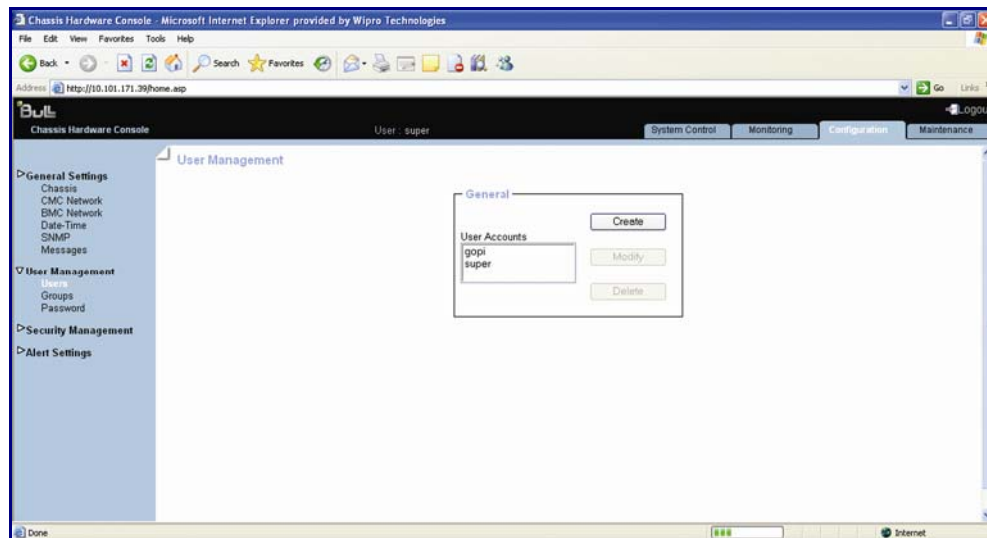 Chassis Hardware Console - Microsoft Internet Explorer provided by Wipro Technologies
File Edit View Favorites Tools Help
Back Search Favorites
Address http://10.101.171.39/home.asp Go Links
Bull Logou
Chassis Hardware Console User : super System Control Monitoring Configuration Maintenance
User Management
General Settings
Chassis
CMC Network
BMC Network
Date-Time
SNMP
Messages
User Management
Users
Groups
Password
Security Management
Alert Settings
General
Create
User Accounts
gopi
super
Modify
Delete
Done Internet